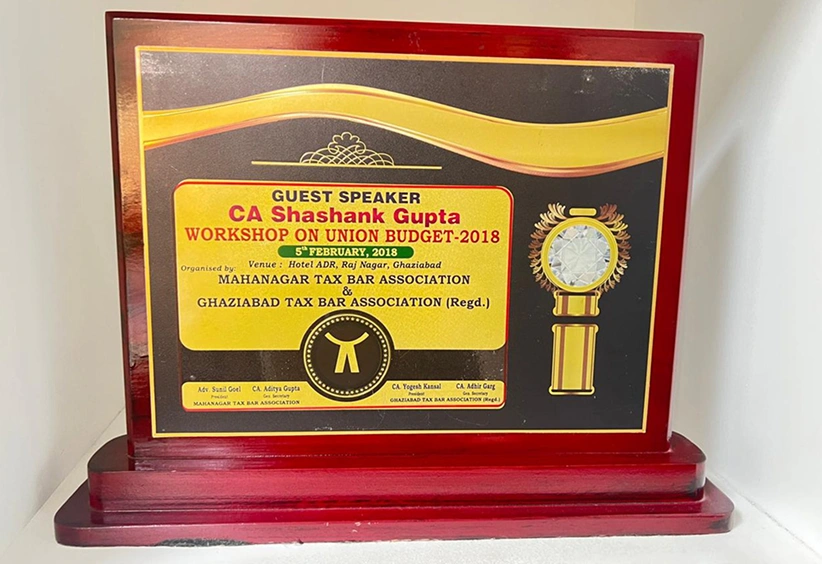 GUEST SPEAKER
CA Shashank Gupta
WORKSHOP ON UNION BUDGET-2018
5th FEBRUARY, 2018
Venue : Hotel ADR, Raj Nagar, Ghaziabad
Organised by:
MAHANAGAR TAX BAR ASSOCIATION
&
GHAZIABAD TAX BAR ASSOCIATION (Regd.)
Adv. Sunil Goel CA. Aditya Gupta
President Gen. Secretary
MAHANAGAR TAX BAR ASSOCIATION
CA. Yogesh Kansal CA. Adhir Garg
President Gen. Secretary
GHAZIABAD TAX BAR ASSOCIATION (Regd.)